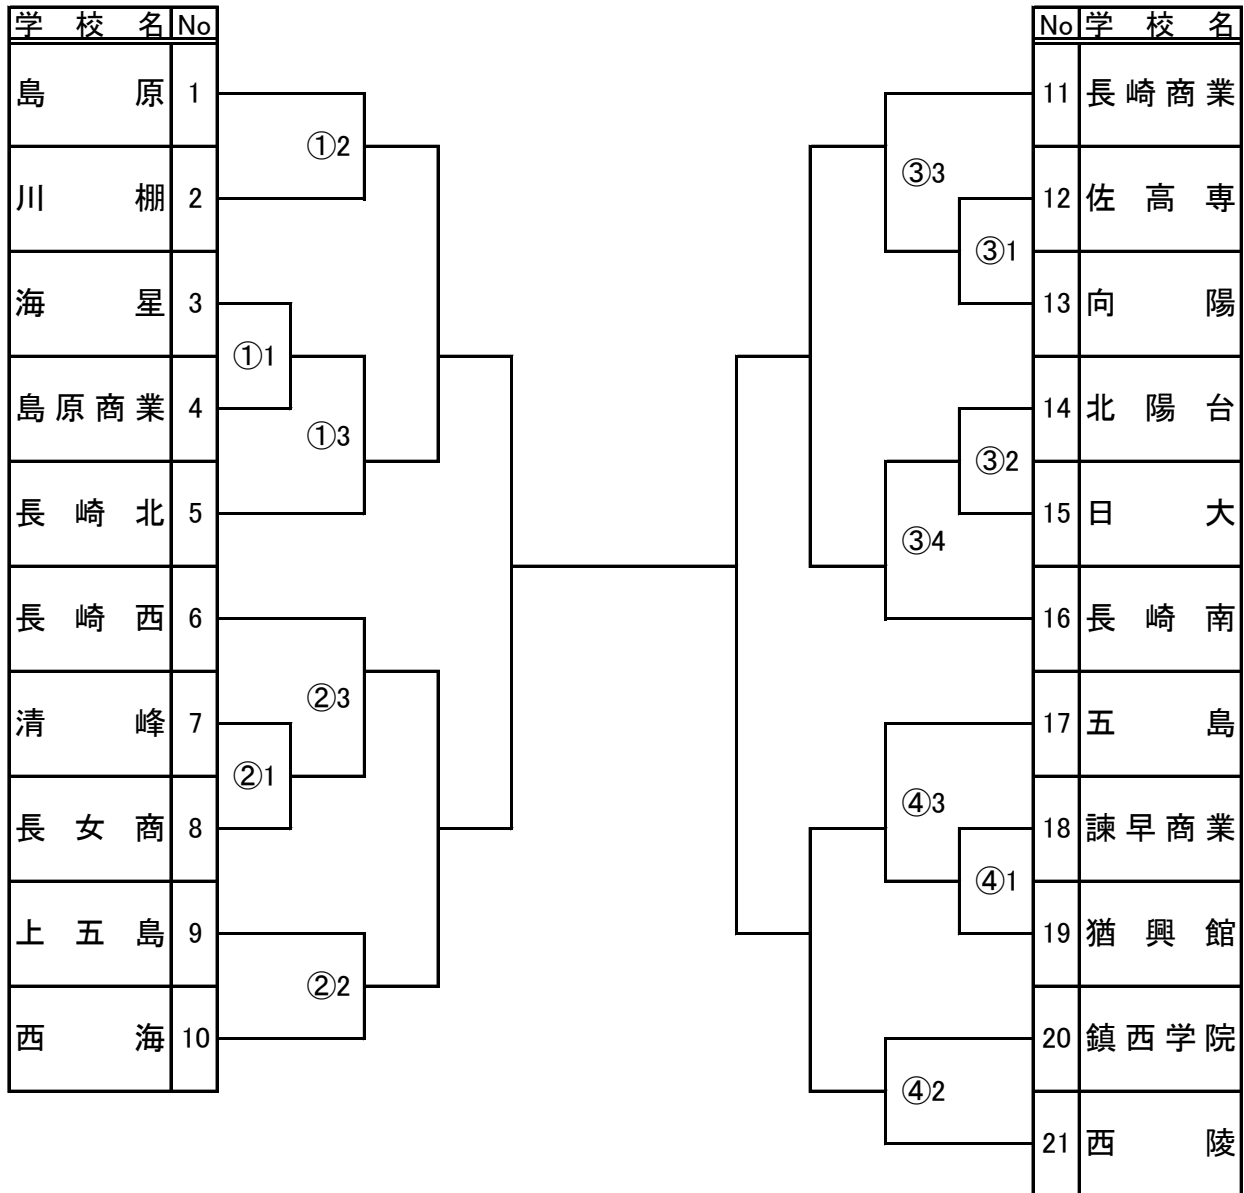 学校名 No
島原 1
川棚 2
海星 3
島原商業 4
長崎北 5
長崎西 6
清峰 7
長女商 8
上五島 9
西海 10
①2
①1
①3
②3
②1
②2
No 学校名
11 長崎商業
12 佐高専
13 向陽
14 北陽台
15 日大
16 長崎南
17 五島
18 諫早商業
19 猶興館
20 鎮西学院
21 西陵
③3
③1
③2
③4
④3
④1
④2